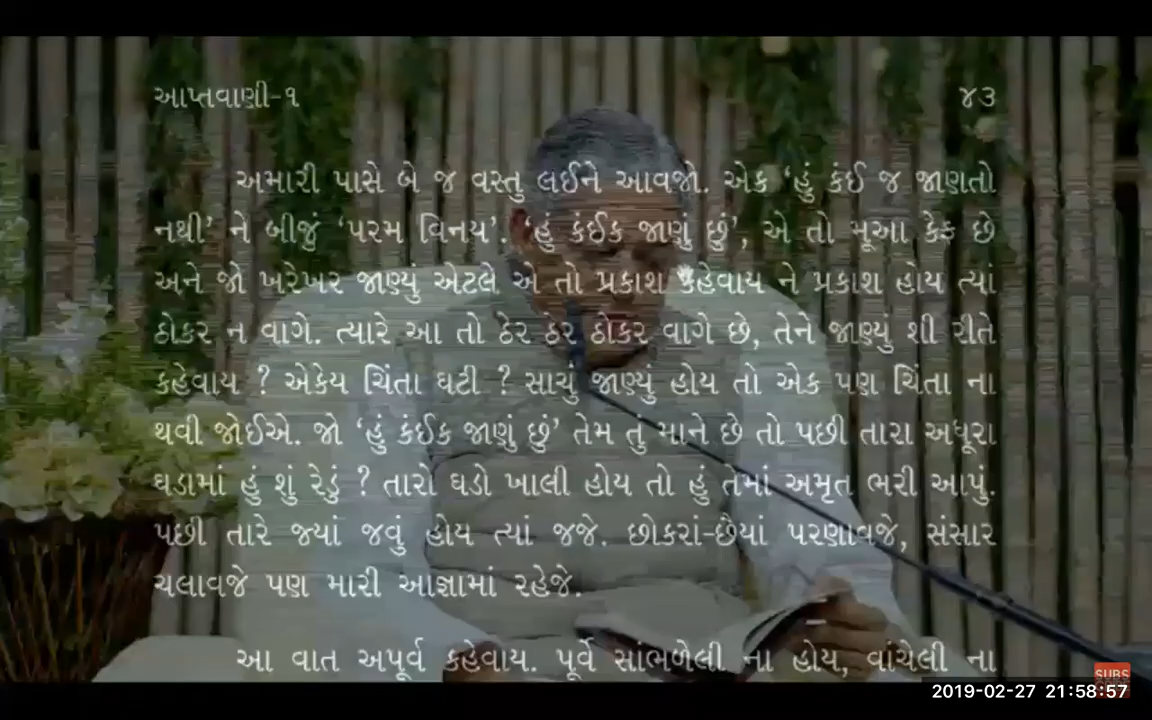 આપ્તવાણી-૧ ૪૩
અમારી પાસે બે જ વસ્તુ લઈને આવજો. એક ‘હું કંઈ જ જાણતો
નથી’ ને બીજું ‘પરમ વિનય’. ‘હું કંઈક જાણું છું’, એ તો મૂઆ કેફ છે
અને જો ખરેખર જાણ્યું એટલે એ તો પ્રકાશ કહેવાય ને પ્રકાશ હોય ત્યાં
ઠોકર ન વાગે. ત્યારે આ તો ઠેર ઠેર ઠોકર વાગે છે, તેને જાણ્યું શી રીતે
કહેવાય ? એકેય ચિંતા ઘટી ? સાચું જાણ્યું હોય તો એક પણ ચિંતા ના
થવી જોઈએ. જો ‘હું કંઈક જાણું છું’ તેમ તું માને છે તો પછી તારા અધૂરા
ઘડામાં હું શું રેડું ? તારો ઘડો ખાલી હોય તો હું તેમાં અમૃત ભરી આપું.
પછી તારે જ્યાં જવું હોય ત્યાં જજે. છોકરાં-છૈયાં પરણાવજે, સંસાર
ચલાવજે પણ મારી આજ્ઞામાં રહેજે.
આ વાત અપૂર્વ કહેવાય. પૂર્વે સાંભળેલી ના હોય, વાંચેલી ના
SUBS
2019-02-27 21:58:57